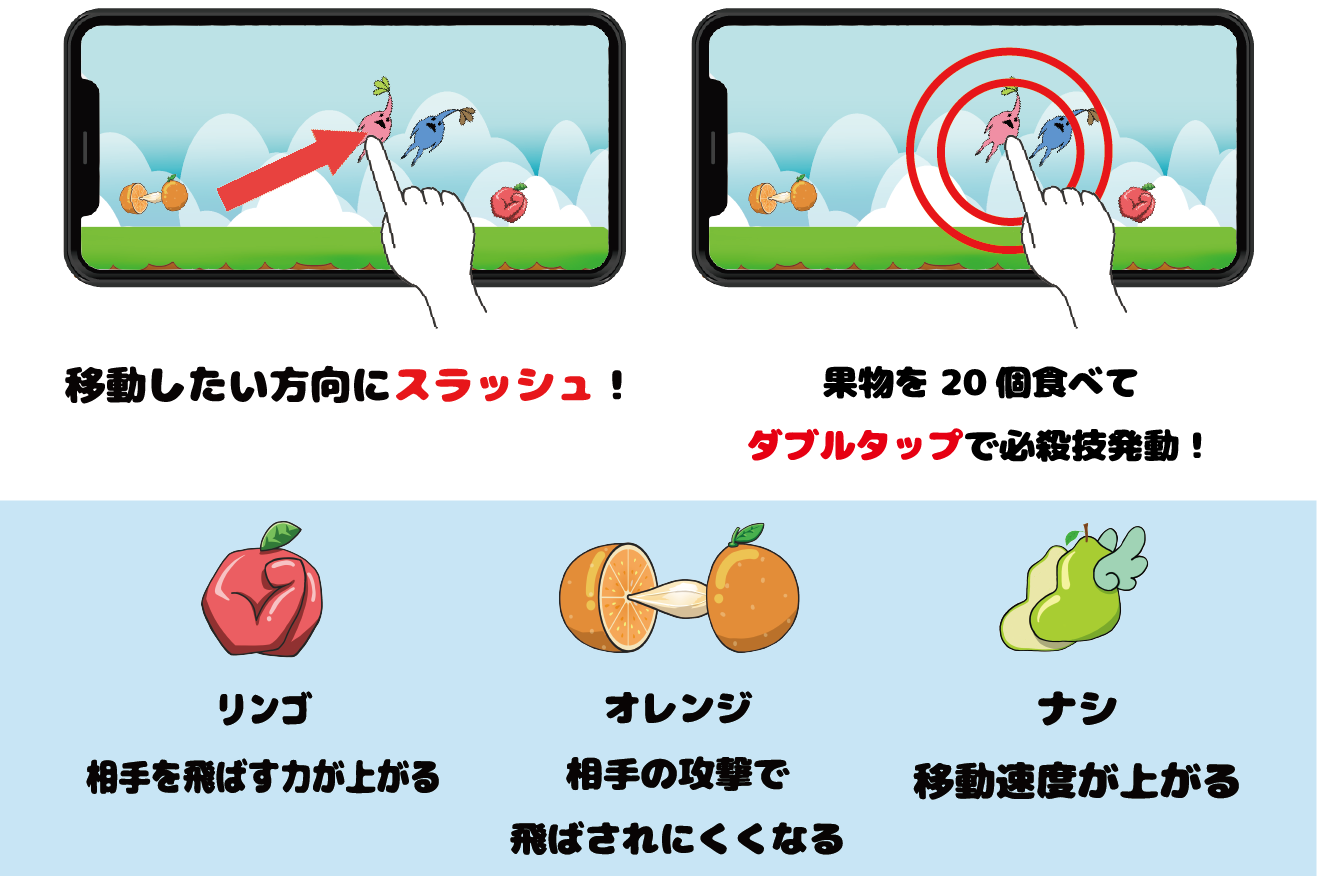 移動したい方向にスラッシュ！
果物を 20 個食べて
ダブルタップで必殺技発動！
リンゴ
相手を飛ばす力が上がる
オレンジ
相手の攻撃で
飛ばされにくくなる
ナシ
移動速度が上がる